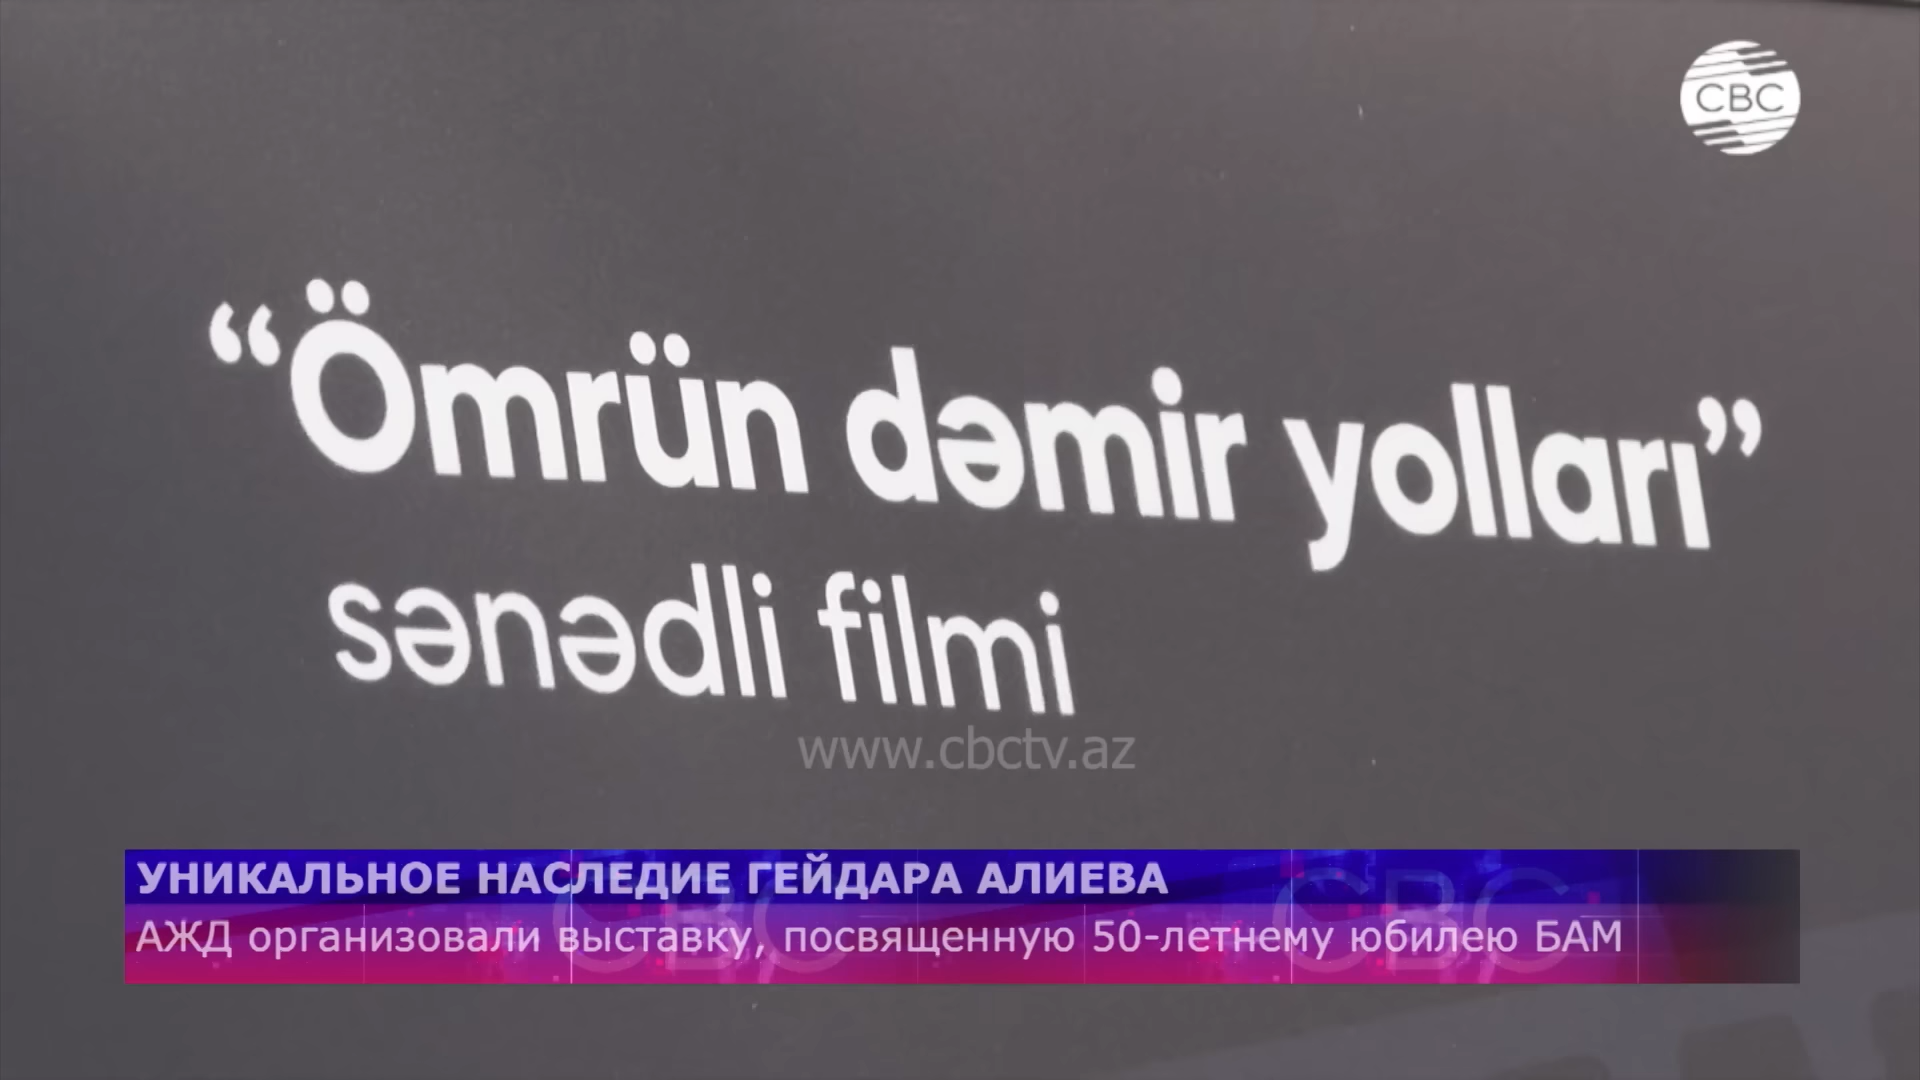 CBC
“Ömrün dəmir yolları”
sənədli filmi
www.cbctv.az
УНИКАЛЬНОЕ НАСЛЕДИЕ ГЕЙДАРА АЛИЕВА
АЖД организовали выставку, посвященную 50-летнему юбилею БАМ